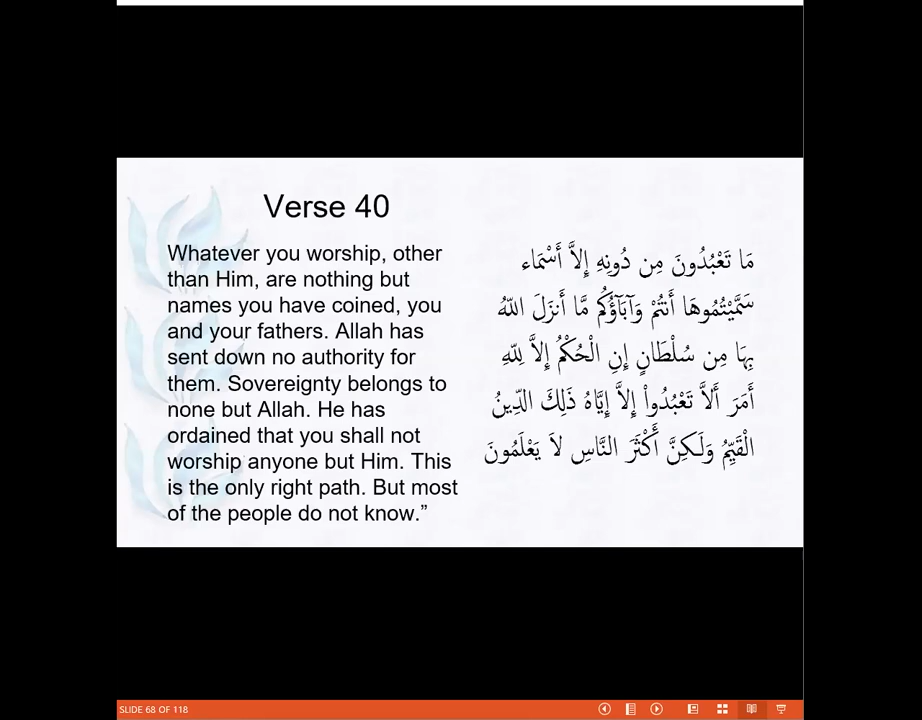 Verse 40
Whatever you worship, other
than Him, are nothing but
names you have coined, you
and your fathers. Allah has
sent down no authority for
them. Sovereignty belongs to
none but Allah. He has
ordained that you shall not
worship anyone but Him. This
is the only right path. But most
of the people do not know.”
مَا تَعْبُدُونَ مِن دُونِهِ إِلاَّ أَسْمَاء
سَمَّيْتُمُوهَا أَنتُمْ وَآبَآؤُكُم مَّا أَنزَلَ اللّهُ
بِهَا مِن سُلْطَانٍ إِنِ الْحُكْمُ إِلاَّ لِلّهِ
أَمَرَ أَلاَّ تَعْبُدُواْ إِلاَّ إِيَّاهُ ذَلِكَ الدِّينُ
الْقَيِّمُ وَلَـكِنَّ أَكْثَرَ النَّاسِ لاَ يَعْلَمُونَ
SLIDE 68 OF 118